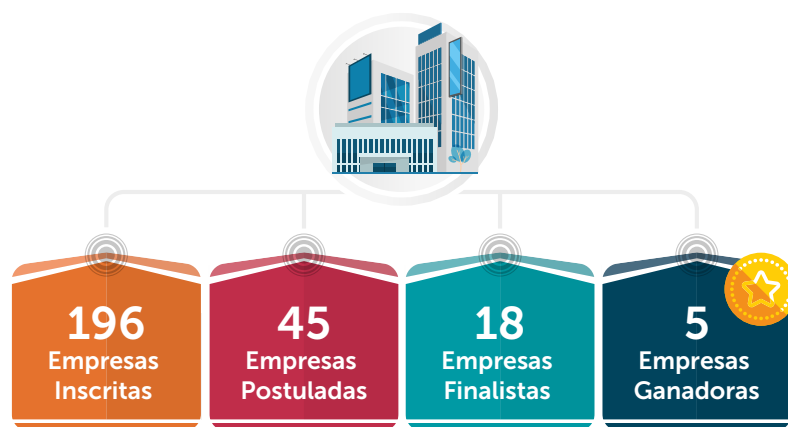 196
Empresas
Inscritas
45
Empresas
Postuladas
18
Empresas
Finalistas
5
Empresas
Ganadoras